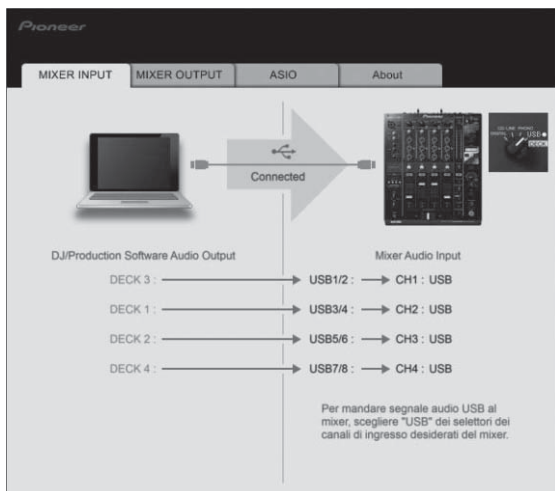 Pioneer
MIXER INPUT MIXER OUTPUT ASIO About
CD/LINE PHONO
USB
DECK
Connected
DJ/Production Software Audio Output Mixer Audio Input
DECK 3 : USB1/2 : CH1 : USB
DECK 1 : USB3/4 : CH2 : USB
DECK 2 : USB5/6 : CH3 : USB
DECK 4 : USB7/8 : CH4 : USB
Per mandare segnale audio USB al
mixer, scegliere "USB" dei selettori dei
canali di ingresso desiderati del mixer.